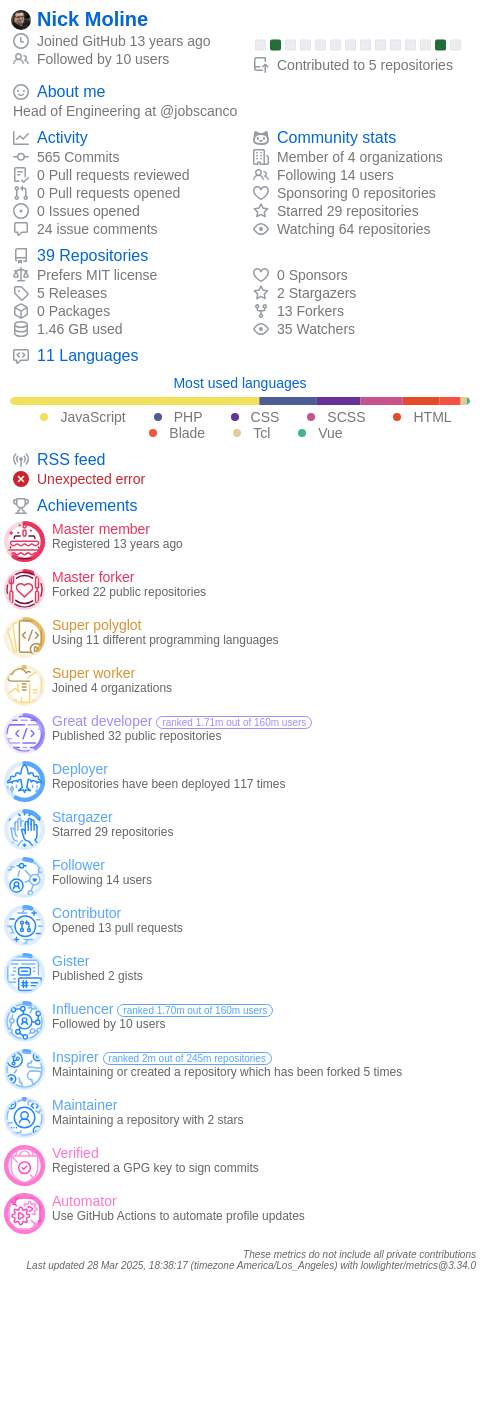 Nick Moline
Joined GitHub 13 years ago
Followed by 10 users
Contributed to 5 repositories
About me
Head of Engineering at @jobscanco
Activity
565 Commits
0 Pull requests reviewed
0 Pull requests opened
0 Issues opened
24 issue comments
Community stats
Member of 4 organizations
Following 14 users
Sponsoring 0 repositories
Starred 29 repositories
Watching 64 repositories
39 Repositories
Prefers MIT license
5 Releases
0 Packages
1.46 GB used
0 Sponsors
2 Stargazers
13 Forkers
35 Watchers
11 Languages
Most used languages
JavaScript PHP CSS SCSS HTML
Blade Tcl Vue
RSS feed
Unexpected error
Achievements
Master member
Registered 13 years ago
Master forker
Forked 22 public repositories
Super polyglot
Using 11 different programming languages
Super worker
Joined 4 organizations
Great developer ranked 1.71m out of 160m users
Published 32 public repositories
Deployer
Repositories have been deployed 117 times
Stargazer
Starred 29 repositories
Follower
Following 14 users
Contributor
Opened 13 pull requests
Gister
Published 2 gists
Influencer ranked 1.70m out of 160m users
Followed by 10 users
Inspirer ranked 2m out of 245m repositories
Maintaining or created a repository which has been forked 5 times
Maintainer
Maintaining a repository with 2 stars
Verified
Registered a GPG key to sign commits
Automator
Use GitHub Actions to automate profile updates
These metrics do not include all private contributions
Last updated 28 Mar 2025, 18:38:17 (timezone America/Los_Angeles) with lowlighter/metrics@3.34.0